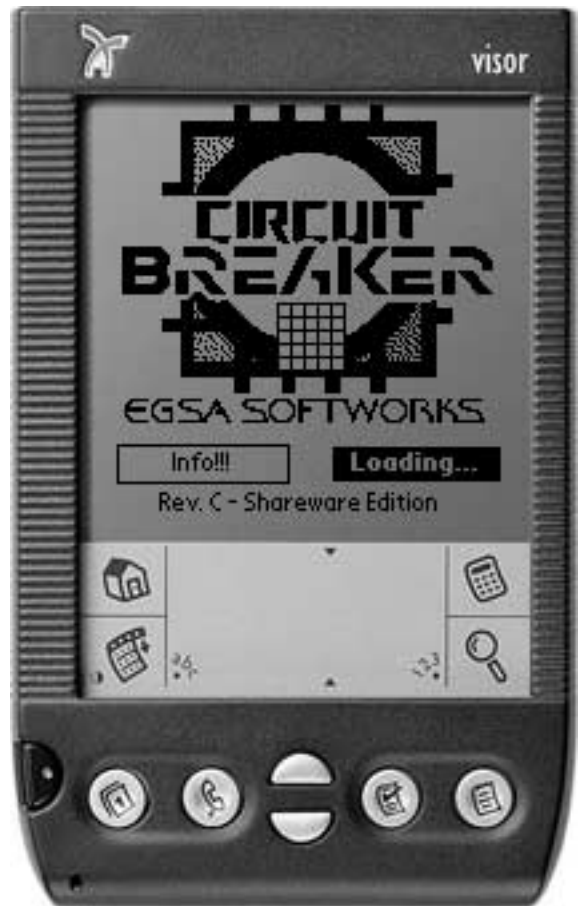 visor
CIRCUIT
BREAKER
EGSA SOFTWORKS
Info!!! Loading...
Rev. C - Shareware Edition